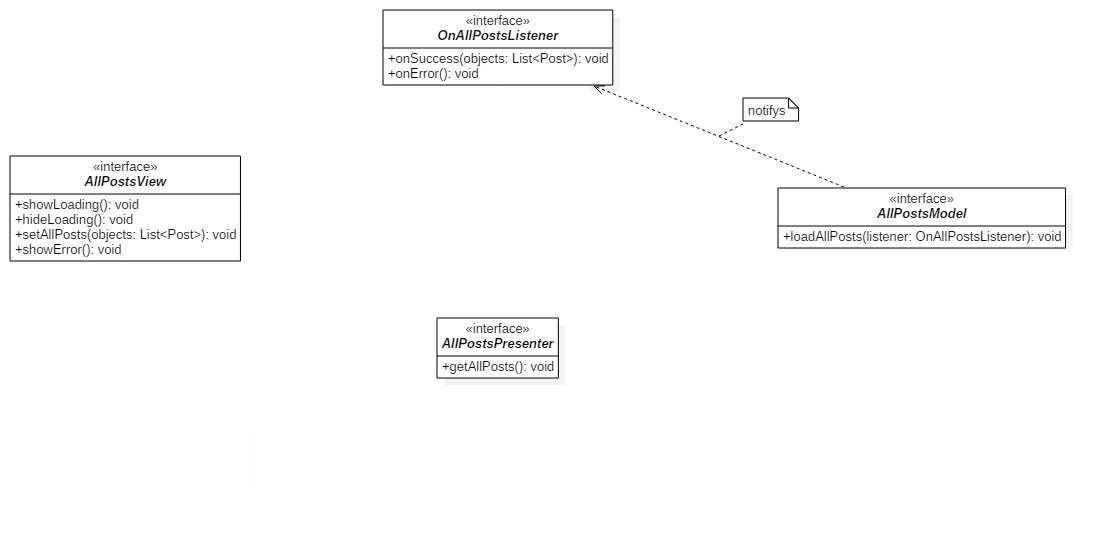 «interface»
OnAllPostsListener
+onSuccess(objects: List<Post>): void
+onError(): void
notifys
«interface»
AllPostsView
+showLoading(): void
+hideLoading(): void
+setAllPosts(objects: List<Post>): void
+showError(): void
«interface»
AllPostsModel
+loadAllPosts(listener: OnAllPostsListener): void
«interface»
AllPostsPresenter
+getAllPosts(): void